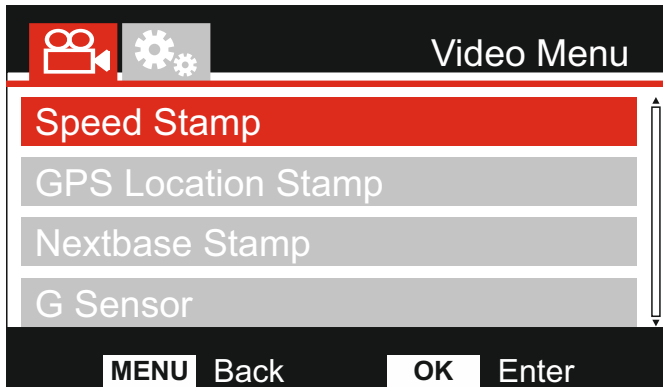 Video Menu
Speed Stamp
GPS Location Stamp
Nextbase Stamp
G Sensor
MENU Back OK Enter